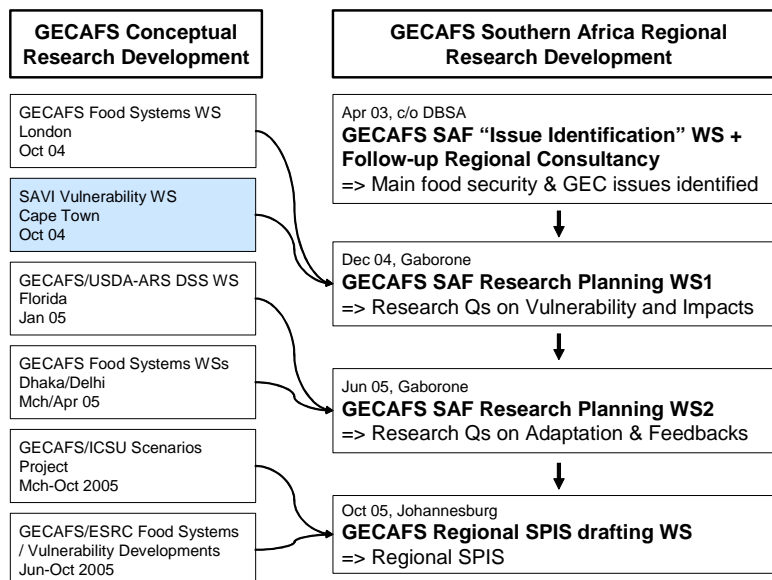 GECAFS Conceptual
Research Development
GECAFS Food Systems WS
London
Oct 04
SAVI Vulnerability WS
Cape Town
Oct 04
GECAFS/USDA-ARS DSS WS
Florida
Jan 05
GECAFS Food Systems WSs
Dhaka/Delhi
Mch/Apr 05
GECAFS/ICSU Scenarios
Project
Mch-Oct 2005
GECAFS/ESRC Food Systems
/ Vulnerability Developments
Jun-Oct 2005
GECAFS Southern Africa Regional
Research Development
Apr 03, c/o DBSA
GECAFS SAF “Issue Identification” WS +
Follow-up Regional Consultancy
=> Main food security & GEC issues identified
Dec 04, Gaborone
GECAFS SAF Research Planning WS1
=> Research Qs on Vulnerability and Impacts
Jun 05, Gaborone
GECAFS SAF Research Planning WS2
=> Research Qs on Adaptation & Feedbacks
Oct 05, Johannesburg
GECAFS Regional SPIS drafting WS
=> Regional SPIS